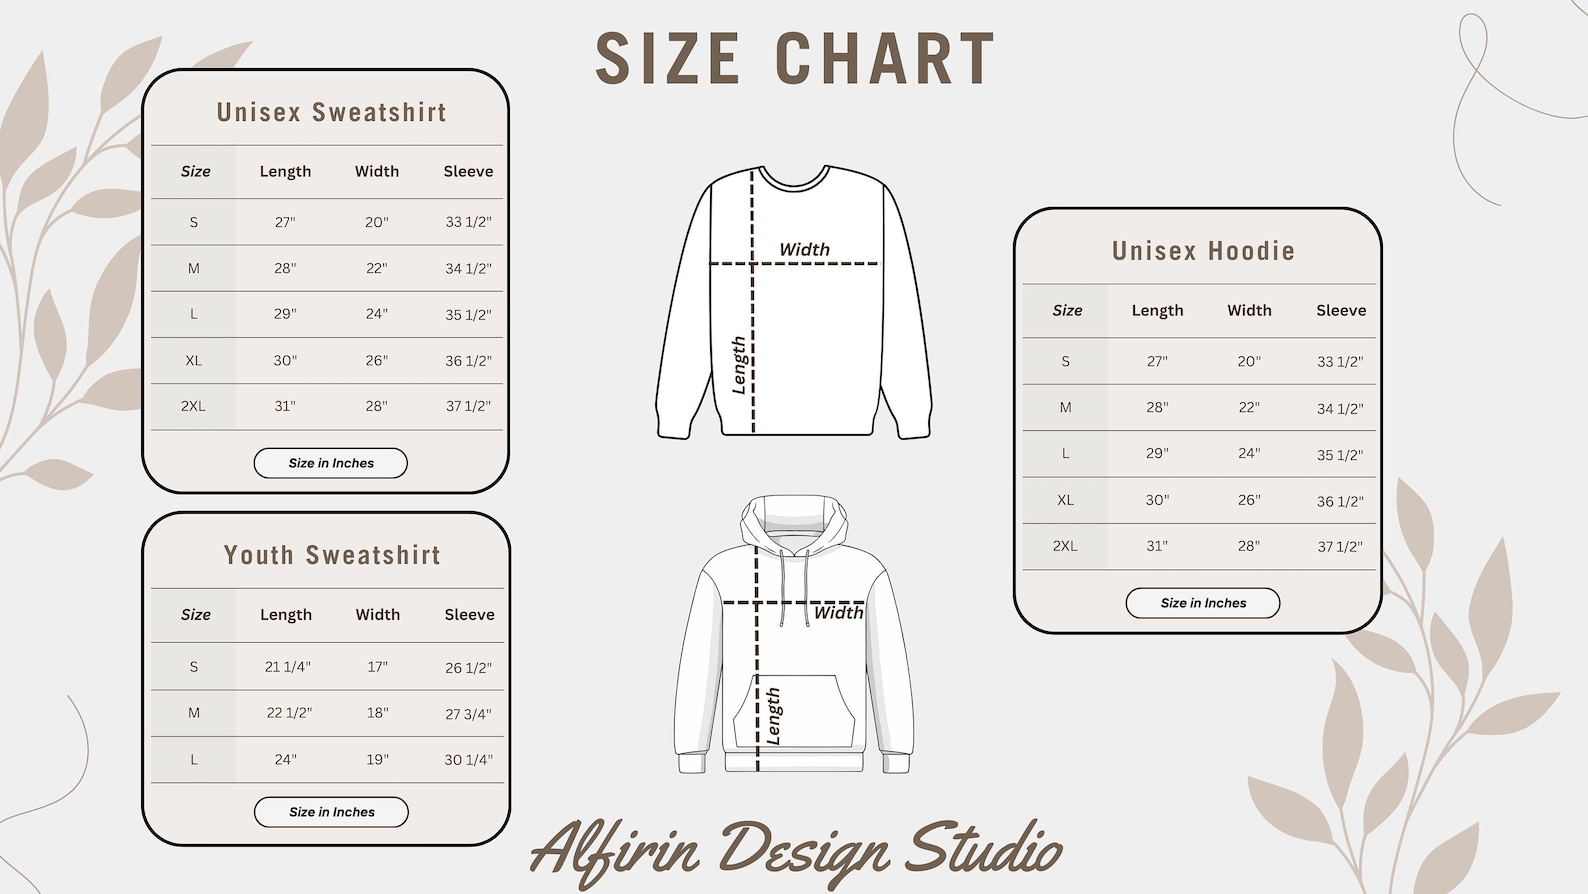 SIZE CHART
Unisex Sweatshirt
Size Length Width Sleeve
S 27" 20" 33 1/2"
M 28" 22" 34 1/2"
L 29" 24" 35 1/2"
XL 30" 26" 36 1/2"
2XL 31" 28" 37 1/2"
Size in Inches
Youth Sweatshirt
Size Length Width Sleeve
S 21 1/4" 17" 26 1/2"
M 22 1/2" 18" 27 3/4"
L 24" 19" 30 1/4"
Size in Inches
Width
Length
Width
Length
Unisex Hoodie
Size Length Width Sleeve
S 27" 20" 33 1/2"
M 28" 22" 34 1/2"
L 29" 24" 35 1/2"
XL 30" 26" 36 1/2"
2XL 31" 28" 37 1/2"
Size in Inches
Alfirin Design Studio